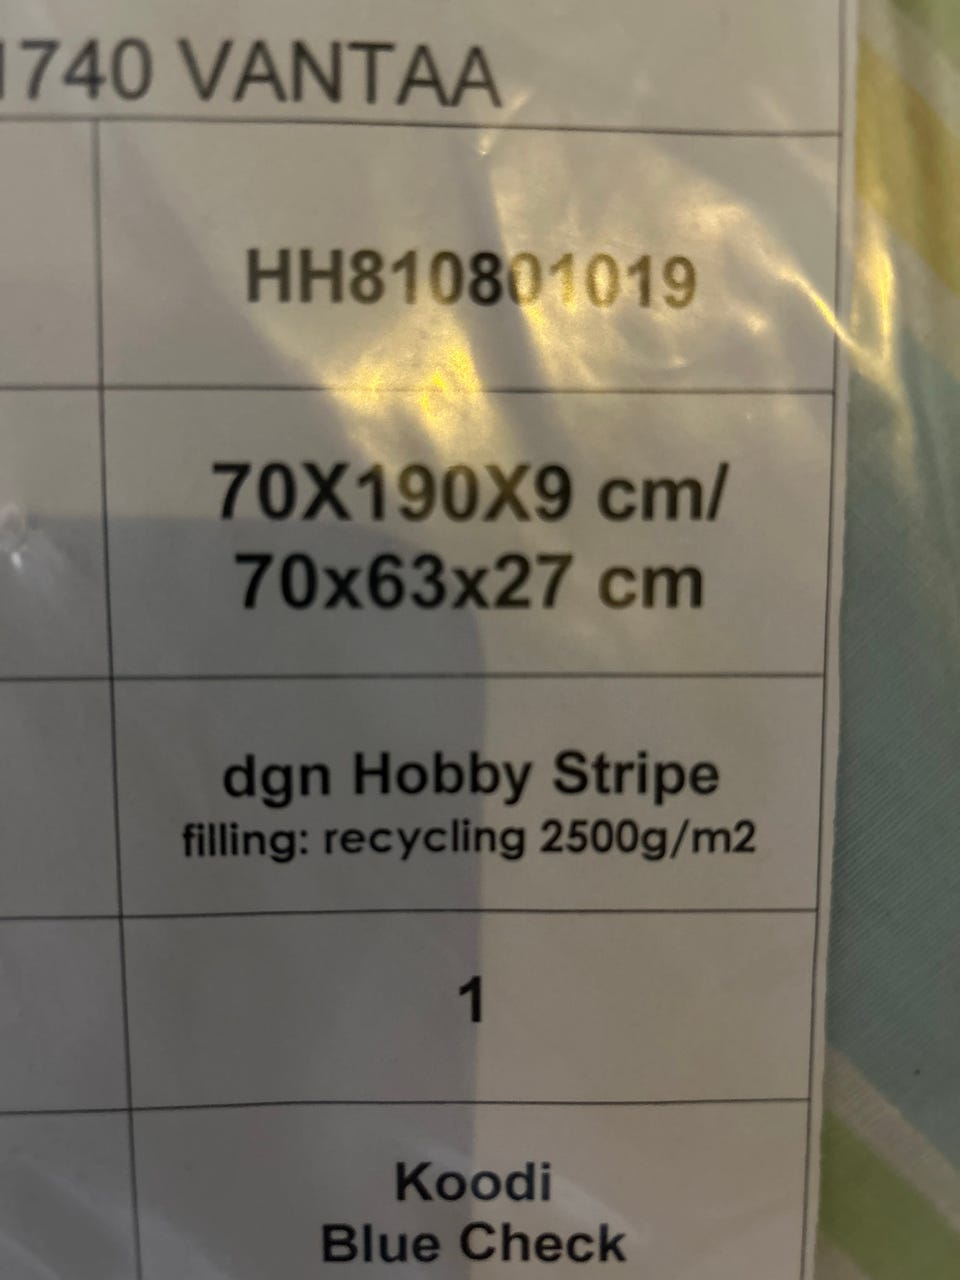 1740 VANTAA
HH810801019
70X190X9 cm/
70x63x27 cm
dgn Hobby Stripe
filling: recycling 2500g/m2
1
Koodi
Blue Check